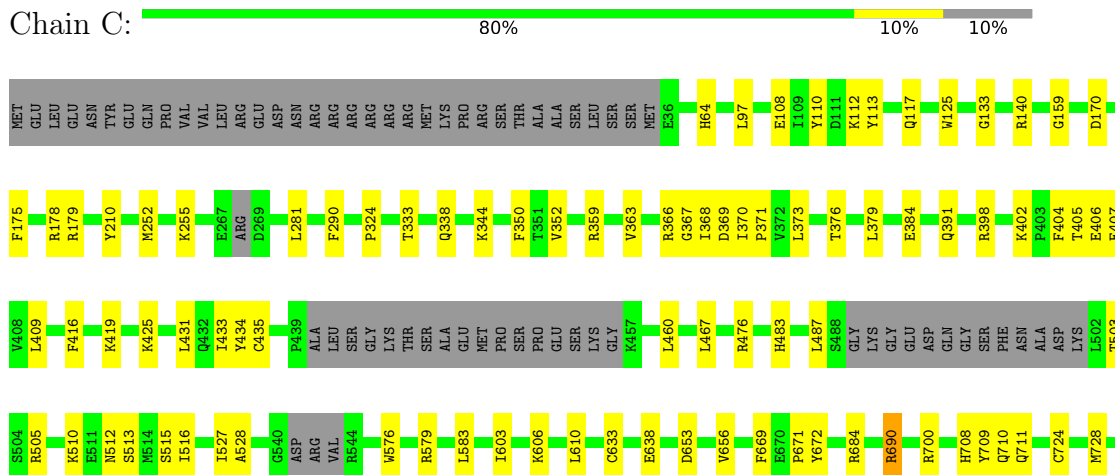 Chain C:
80% 10% 10%
MET GLU LEU LEU GLU ASN TYR GLU GLU GLN PRO VAL VAL LEU ARG GLU ASP ASN ARG ARG ARG ARG ARG ARG MET LYS PRO ARG SER THR ALA ALA SER LEU SER SER MET E36 H64 L97 E108 I109 Y110 D111 K112 Y113 Q117 W125 G133 R140 G159 D170
F175 R178 R179 Y210 M252 K255 E267 ARG D269 L281 F290 P324 T333 Q338 K344 F350 T351 V352 R359 V363 R366 G367 I368 D369 I370 P371 V372 L373 T376 L379 E384 Q391 R398 K402 P403 F404 T405 E406 E407
V408 L409 F416 K419 K425 L431 Q432 I433 Y434 C435 P439 ALA LEU SER GLY LYS THR SER ALA GLU MET PRO SER PRO GLU SER LYS GLY K457 L460 L467 R476 H483 L487 S488 GLY LYS GLY GLU ASP GLN GLY SER PHE ASN ALA ASP LYS L502 T503
S504 R505 K510 E511 N512 S513 M514 S515 I516 I527 A528 G540 ASP ARG VAL R544 W576 R579 L583 I603 K606 L610 C633 E638 D653 V656 F669 E670 P671 Y672 R684 R690 R700 H708 Y709 Q710 Q711 C724 M728